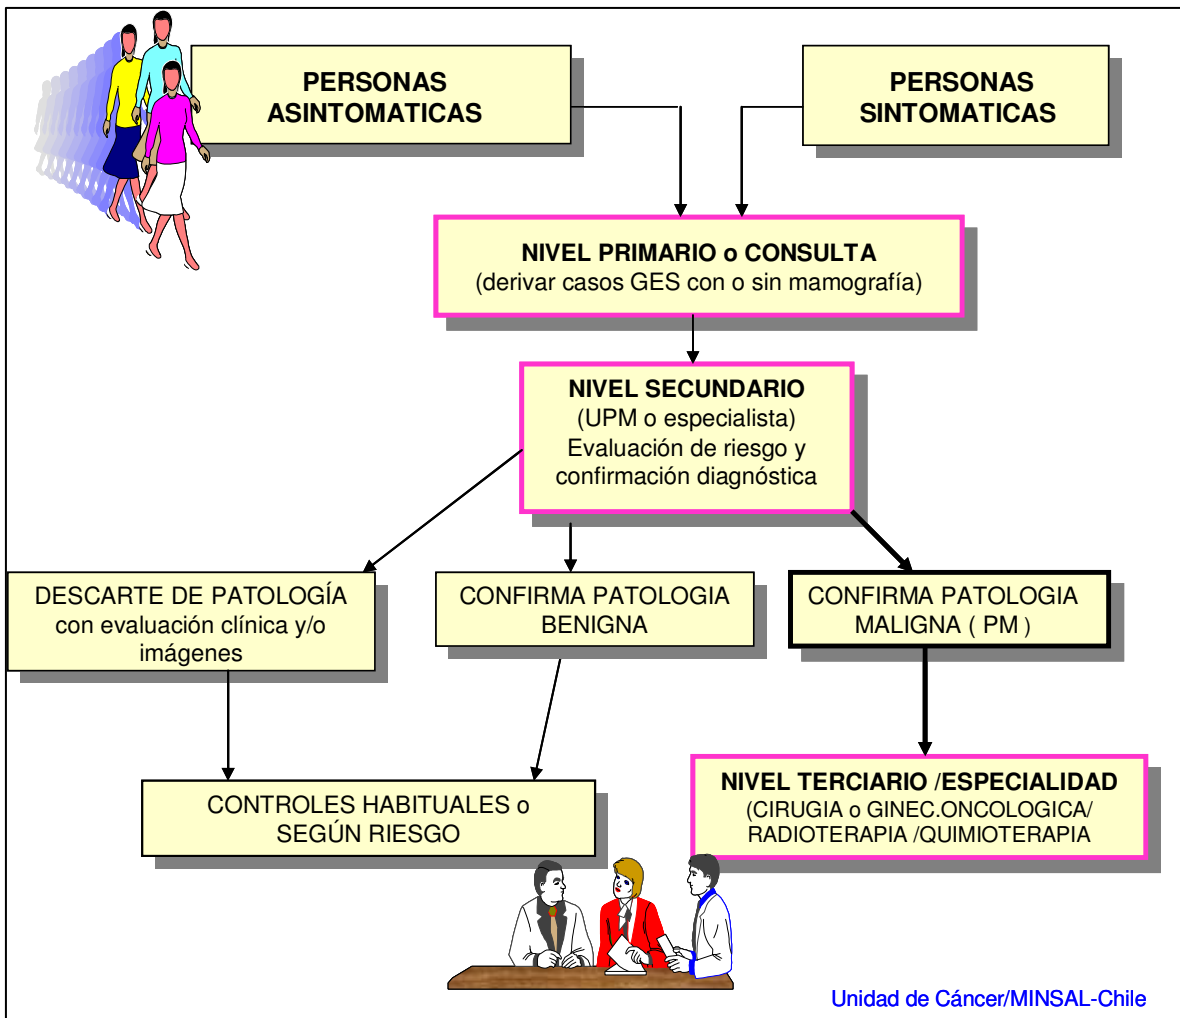 PERSONAS
ASINTOMATICAS
PERSONAS
SINTOMATICAS
NIVEL PRIMARIO o CONSULTA
(derivar casos GES con o sin mamografía)
NIVEL SECUNDARIO
(UPM o especialista)
Evaluación de riesgo y
confirmación diagnóstica
DESCARTE DE PATOLOGÍA
con evaluación clínica y/o
imágenes
CONFIRMA PATOLOGIA
BENIGNA
CONFIRMA PATOLOGIA
MALIGNA ( PM )
CONTROLES HABITUALES o
SEGÚN RIESGO
NIVEL TERCIARIO /ESPECIALIDAD
(CIRUGIA o GINEC.ONCOLOGICA/
RADIOTERAPIA /QUIMIOTERAPIA
Unidad de Cáncer/MINSAL-Chile